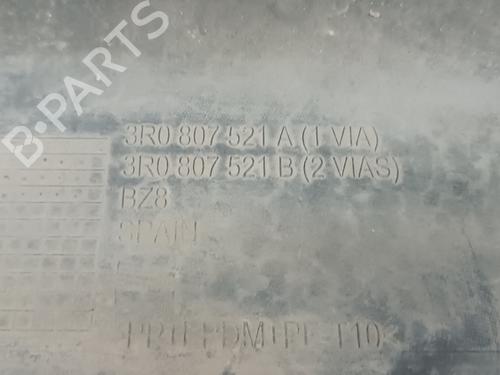 B-PARTS
3R0 807 521 A (1 VIA)
3R0 807 521 B (2 VIAS)
BZ8
SPAIN